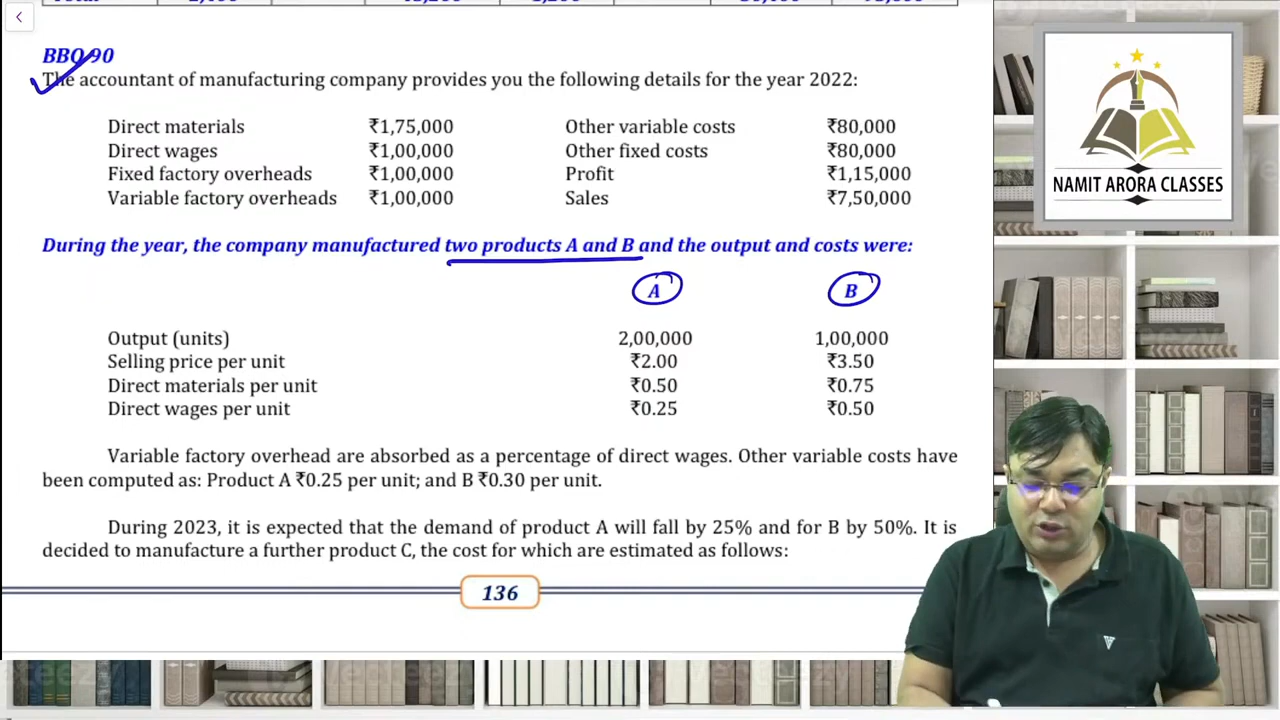 BBQ 90
The accountant of manufacturing company provides you the following details for the year 2022:
Direct materials ₹1,75,000 Other variable costs ₹80,000
Direct wages ₹1,00,000 Other fixed costs ₹80,000
Fixed factory overheads ₹1,00,000 Profit ₹1,15,000
Variable factory overheads ₹1,00,000 Sales ₹7,50,000
During the year, the company manufactured two products A and B and the output and costs were:
A B
Output (units) 2,00,000 1,00,000
Selling price per unit ₹2.00 ₹3.50
Direct materials per unit ₹0.50 ₹0.75
Direct wages per unit ₹0.25 ₹0.50
Variable factory overhead are absorbed as a percentage of direct wages. Other variable costs have
been computed as: Product A ₹0.25 per unit; and B ₹0.30 per unit.
During 2023, it is expected that the demand of product A will fall by 25% and for B by 50%. It is
decided to manufacture a further product C, the cost for which are estimated as follows:
136
NAMIT ARORA CLASSES